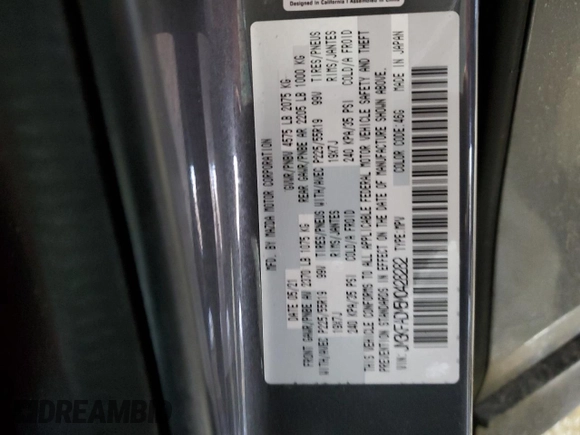 Designed in California | Assembled in China
MFD. BY MAZDA MOTOR CORPORATION
DATE 05/21 GVWR/PNBV 4575 LB 2075 KG
FRONT GAWR/PNBE AV 2370 LB 1075 KG REAR GAWR/PNBE AR 2205 LB 1000 KG
WITH/AVEC P225/55R19 99V TIRES/PNEUS WITH/AVEC P225/55R19 99V TIRES/PNEUS
19X7J RIMS/JANTES 19X7J RIMS/JANTES
240 KPA/35 PSI COLD/A FROID 240 KPA/35 PSI COLD/A FROID
THIS VEHICLE CONFORMS TO ALL APPLICABLE FEDERAL MOTOR VEHICLE SAFETY AND THEFT
PREVENTION STANDARDS IN EFFECT ON THE DATE OF MANUFACTURE SHOWN ABOVE.
VIN: TYPE MPV COLOR CODE 46G MADE IN JAPAN
DREAMBID